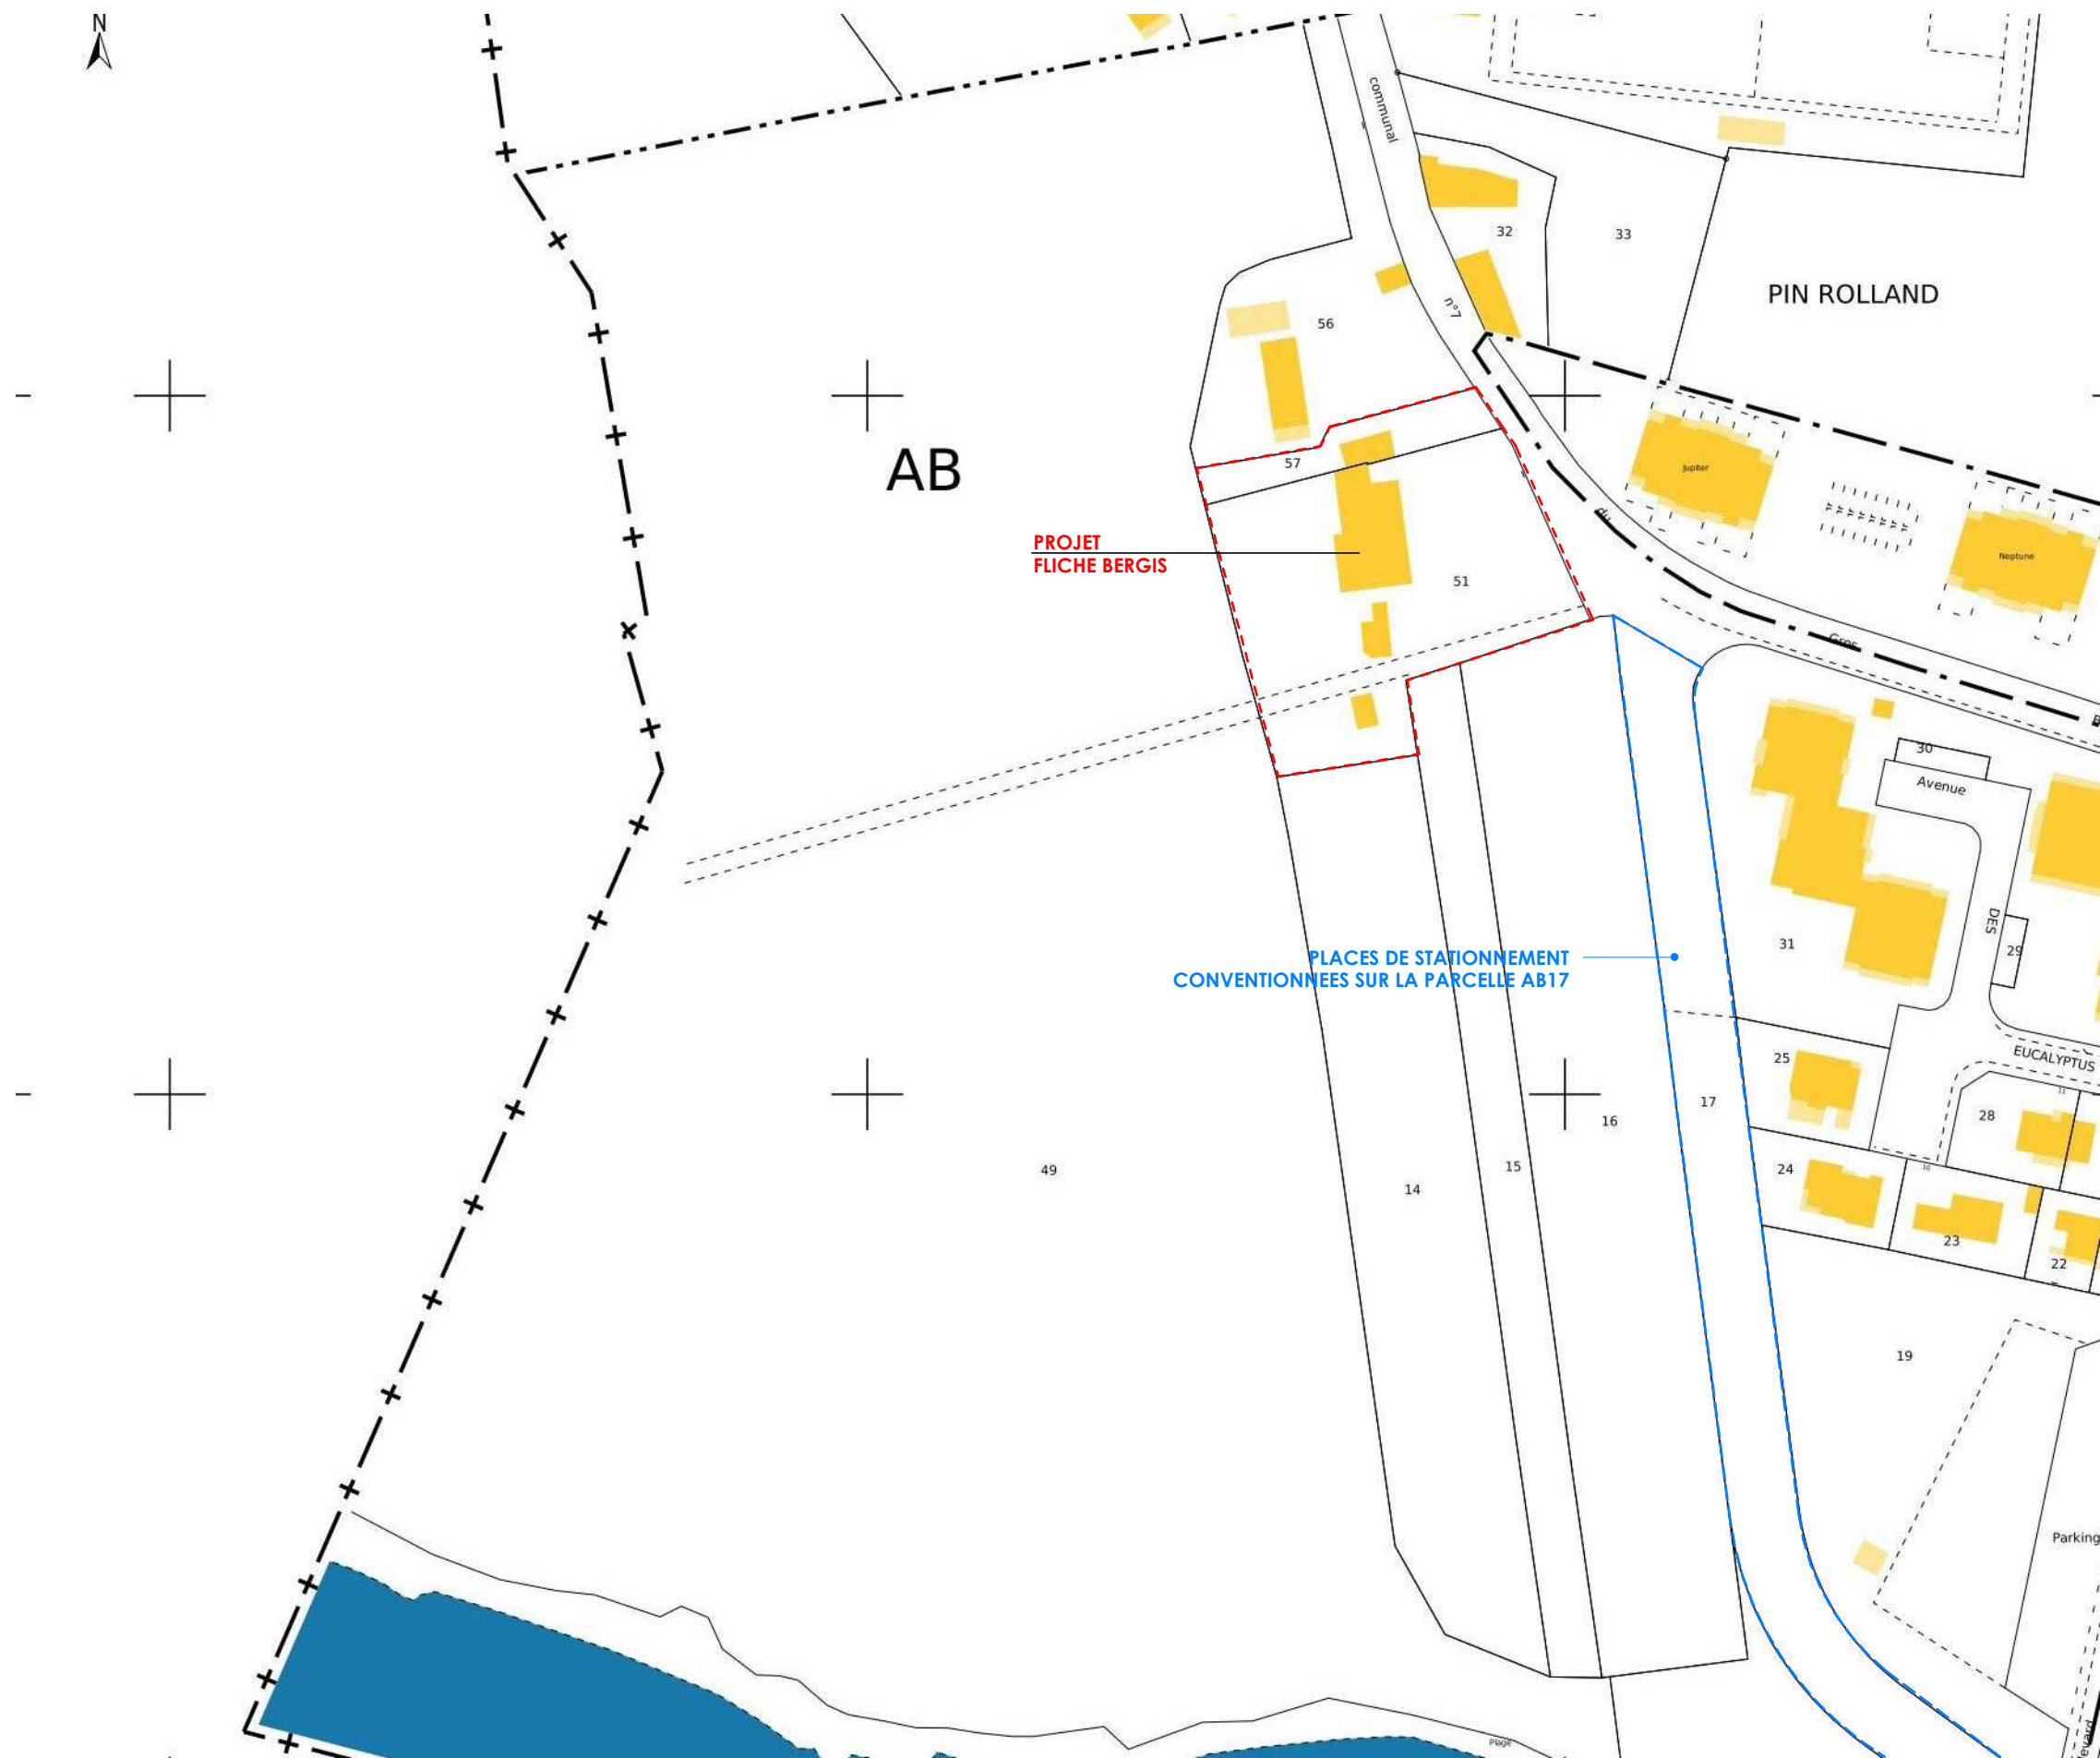 N
communal
32
33
PIN ROLLAND
n°7
56
57
AB
Jupiter
du
Neptune
PROJET
FLICHE BERGIS
51
Gros
30
Avenue
PLACES DE STATIONNEMENT
CONVENTIONNEES SUR LA PARCELLE AB17
31
DES
29
25
EUCALYPTUS
17
28
11
16
49
15
14
24
10
23
22
19
Parking
Plage